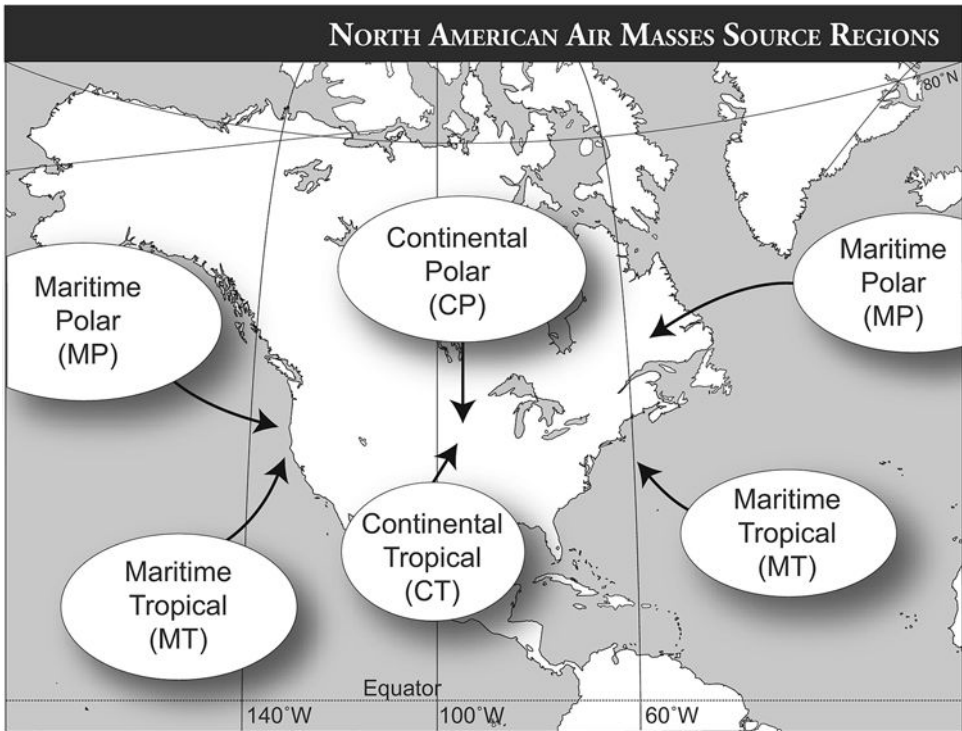 NORTH AMERICAN AIR MASSES SOURCE REGIONS
80°N
Continental
Polar
(CP)
Maritime
Polar
(MP)
Maritime
Polar
(MP)
Continental
Tropical
(CT)
Maritime
Tropical
(MT)
Maritime
Tropical
(MT)
Equator
140°W
100°W
60°W